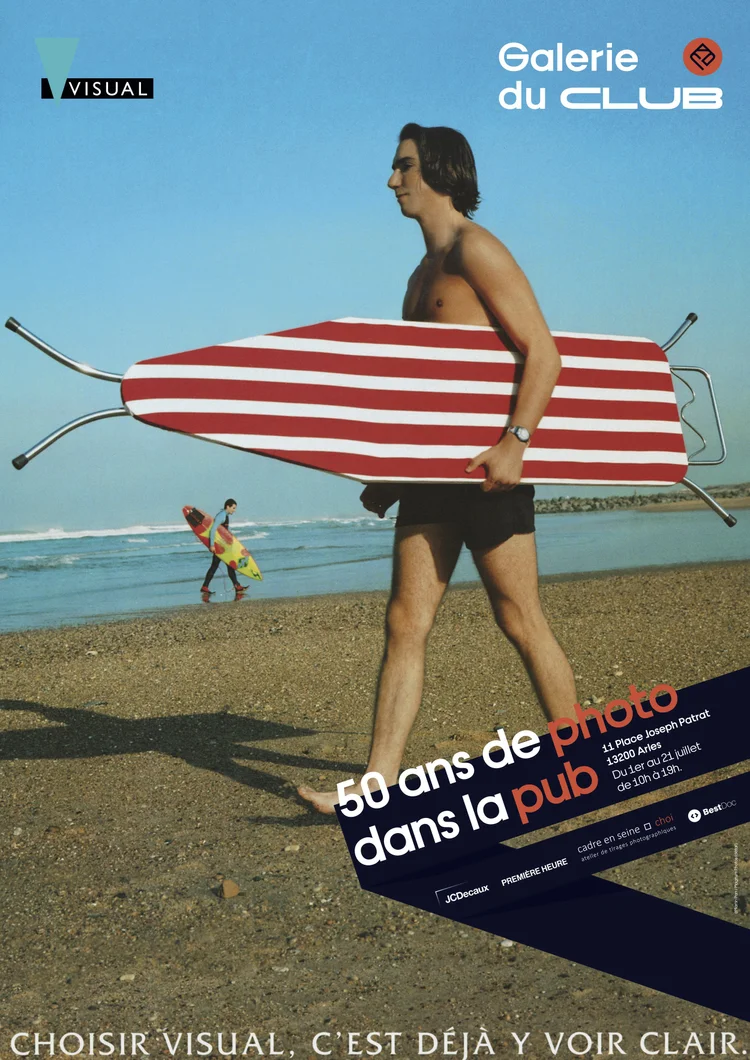 VISUAL
Galerie
du CLUB
50 ans de photo
dans la pub
11 Place Joseph Patrat
13200 Arles
Du 1er au 21 juillet
de 10h à 19h.
JCDecaux
PREMIÈRE HEURE
cadre en seine choi
atelier de tirages photographiques
BestDoc
CHOISIR VISUAL, C'EST DÉJÀ Y VOIR CLAIR.